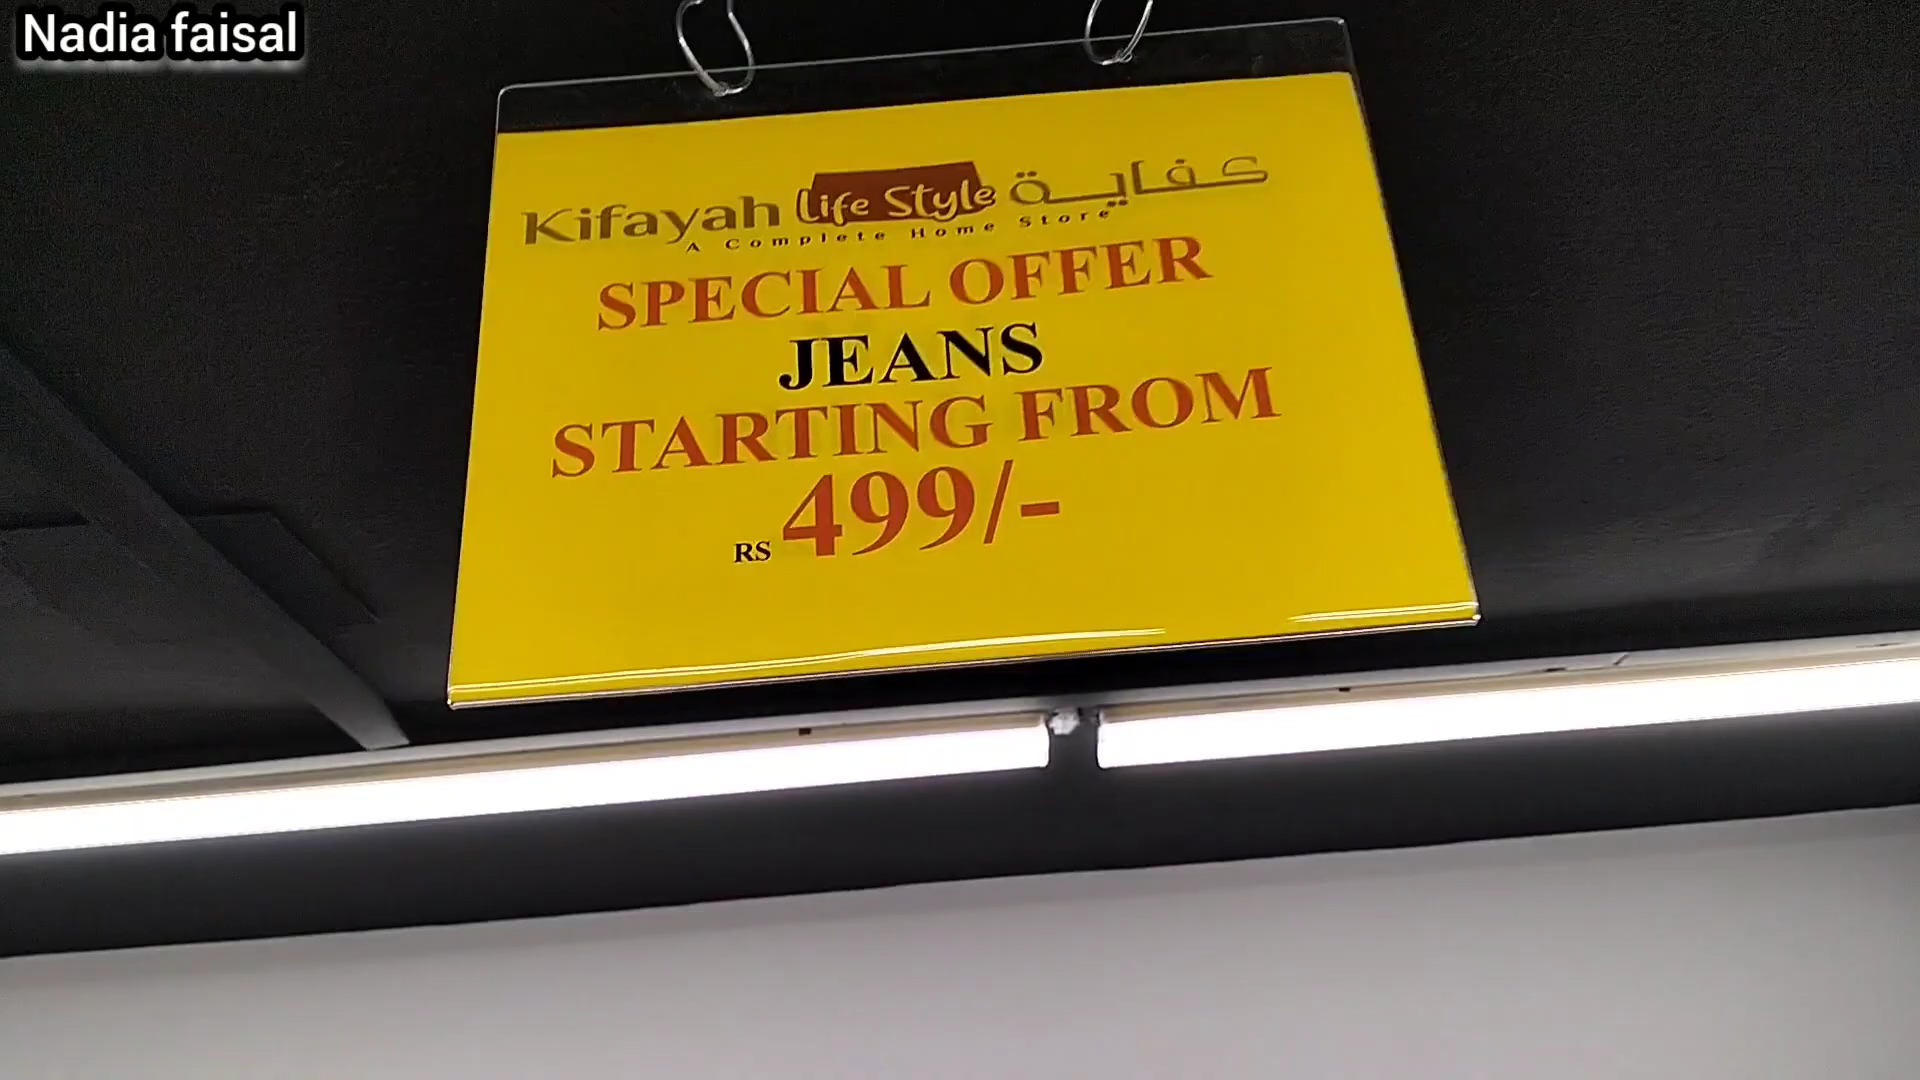 Nadia faisal
Kifayah Life Style كفاية
A Complete Home Store
SPECIAL OFFER
JEANS
STARTING FROM
RS 499/-